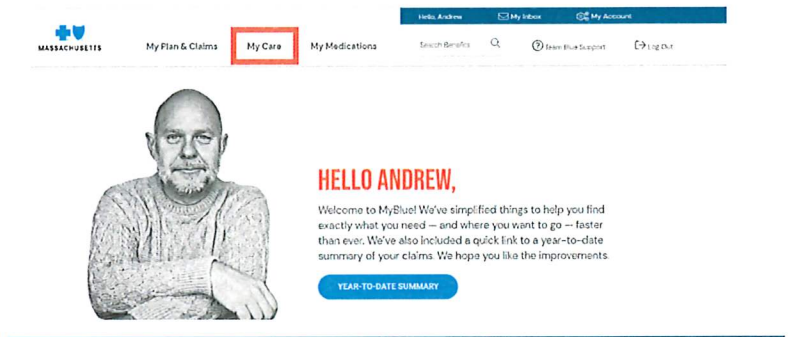 Hello, Andrew My Inbox My Account
MASSACHUSETTS My Plan & Claims My Care My Medications Search Benefits Team Blue Support Log Out
HELLO ANDREW,
Welcome to MyBlue! We've simplified things to help you find
exactly what you need — and where you want to go — faster
than ever. We've also included a quick link to a year-to-date
summary of your claims. We hope you like the improvements.
YEAR-TO-DATE SUMMARY